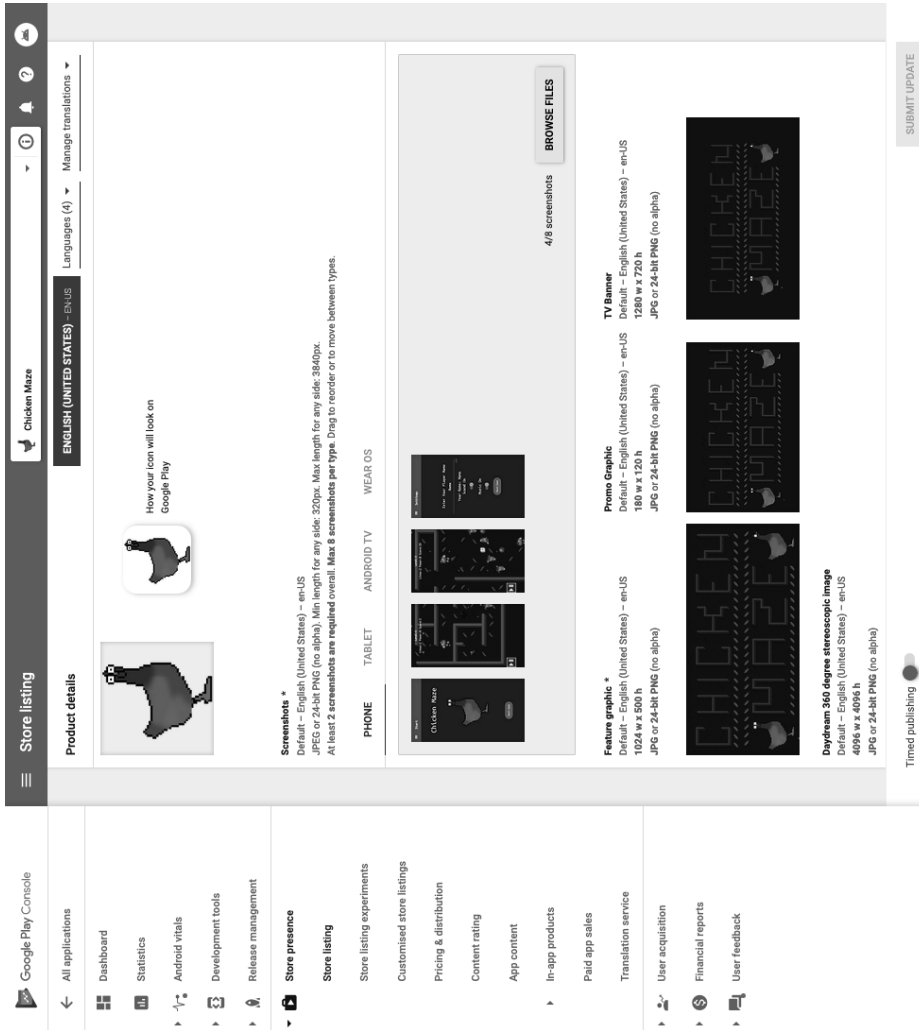 Google Play Console
All applications
Dashboard
Statistics
Android vitals
Development tools
Release management
Store presence
Store listing
Store listing experiments
Customised store listings
Pricing & distribution
Content rating
App content
In-app products
Paid app sales
Translation service
User acquisition
Financial reports
User feedback
Store listing
Chicken Maze
Product details
ENGLISH (UNITED STATES) – EN-US
Languages (4)
Manage translations
How your icon will look on
Google Play
Screenshots *
Default – English (United States) – en-US
JPEG or 24-bit PNG (no alpha). Min length for any side: 320px. Max length for any side: 3840px.
At least 2 screenshots are required overall. Max 8 screenshots per type. Drag to reorder or to move between types.
PHONE
TABLET
ANDROID TV
WEAR OS
Chicken Maze
4/8 screenshots
BROWSE FILES
Feature graphic *
Default – English (United States) – en-US
1024 w x 500 h
JPG or 24-bit PNG (no alpha)
CHICKEN
MAZE
Promo Graphic
Default – English (United States) – en-US
180 w x 120 h
JPG or 24-bit PNG (no alpha)
CHICKEN
MAZE
TV Banner
Default – English (United States) – en-US
1280 w x 720 h
JPG or 24-bit PNG (no alpha)
CHICKEN
MAZE
Daydream 360 degree stereoscopic image
Default – English (United States) – en-US
4096 w x 4096 h
JPG or 24-bit PNG (no alpha)
Timed publishing
SUBMIT UPDATE